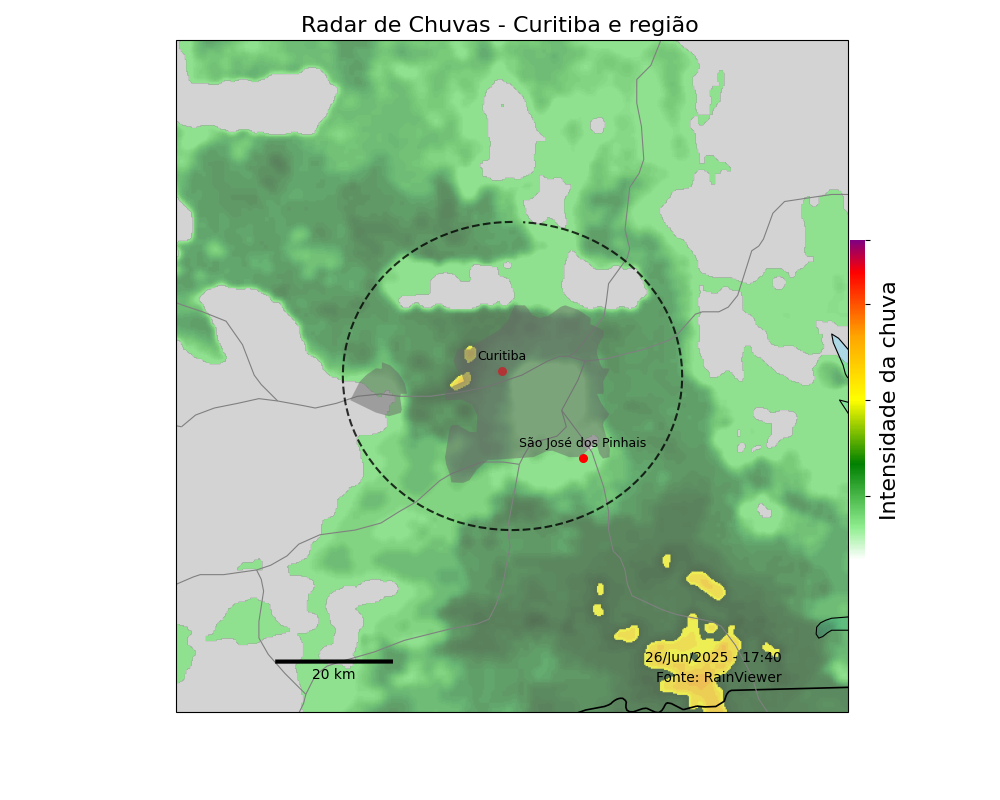 Radar de Chuvas - Curitiba e região
Curitiba
São José dos Pinhais
Intensidade da chuva
26/Jun/2025 - 17:40
Fonte: RainViewer
20 km